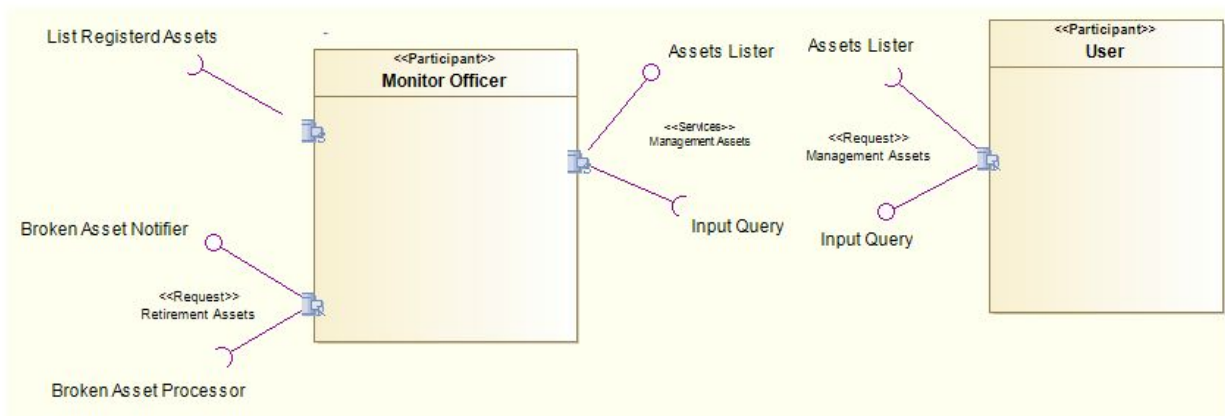 List Registerd Assets
<<Participant>>
Monitor Officer
Broken Asset Notifier
<<Request>>
Retirement Assets
Broken Asset Processor
Assets Lister
<<Services>>
Management Assets
Input Query
Assets Lister
<<Request>>
Management Assets
Input Query
<<Participant>>
User